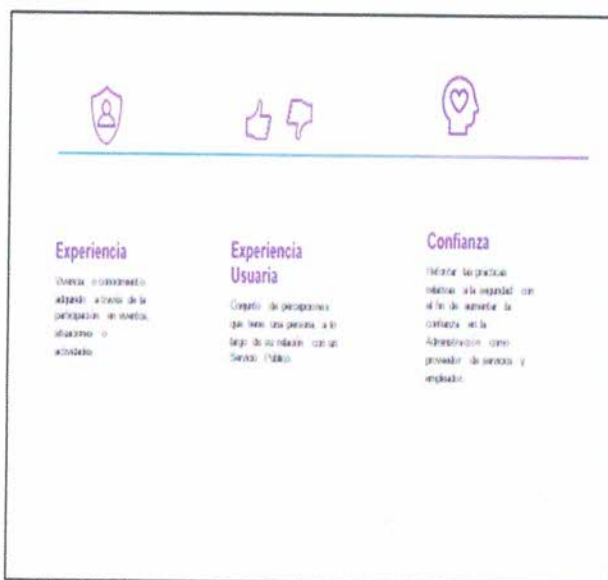 Experiencia
Vivencia o conocimiento
adquirido a través de la
participación en eventos,
situaciones o
actividades
Experiencia
Usuaria
Conjunto de percepciones
que tiene una persona a lo
largo de su relación con un
Servicio Público
Confianza
Reforzar las prácticas
relativas a la seguridad con
el fin de aumentar la
confianza en la
Administración como
proveedor de servicios y
empleador.